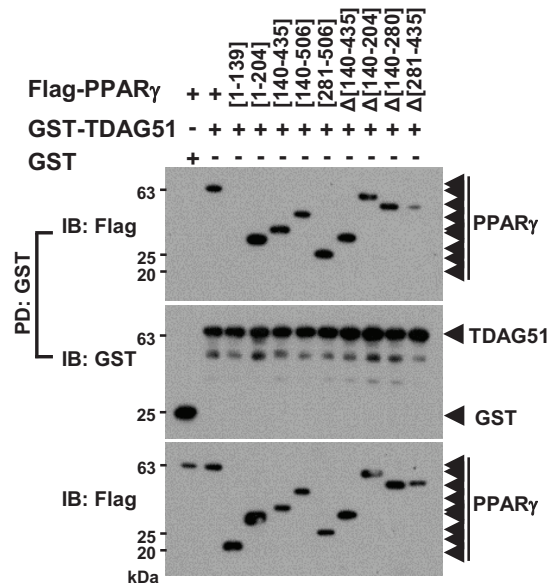 [1-139]
[1-204]
[140-435]
[140-506]
[281-506]
Δ[140-435]
Δ[140-204]
Δ[140-280]
Δ[281-435]
Flag-PPARγ + +
GST-TDAG51 - + + + + + + + + + +
GST + - - - - - - - - - -
63
IB: Flag
25
20
PPARγ
PD: GST
63
IB: GST
25
TDAG51
GST
63
IB: Flag
25
20
kDa
PPARγ